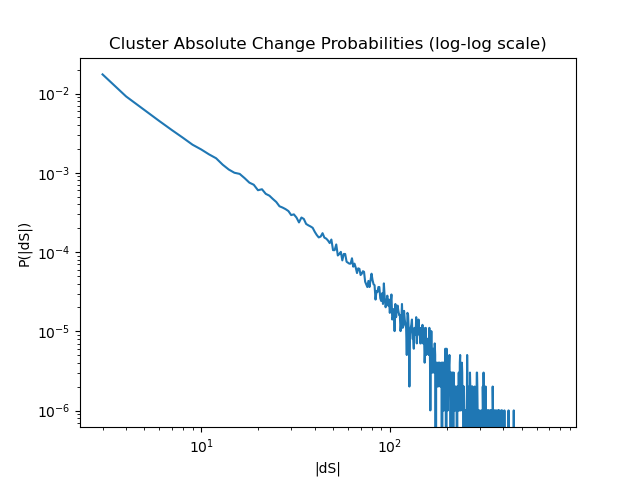 Cluster Absolute Change Probabilities (log-log scale)
P(|dS|)
10⁻²
10⁻³
10⁻⁴
10⁻⁵
10⁻⁶
10¹
10²
|dS|